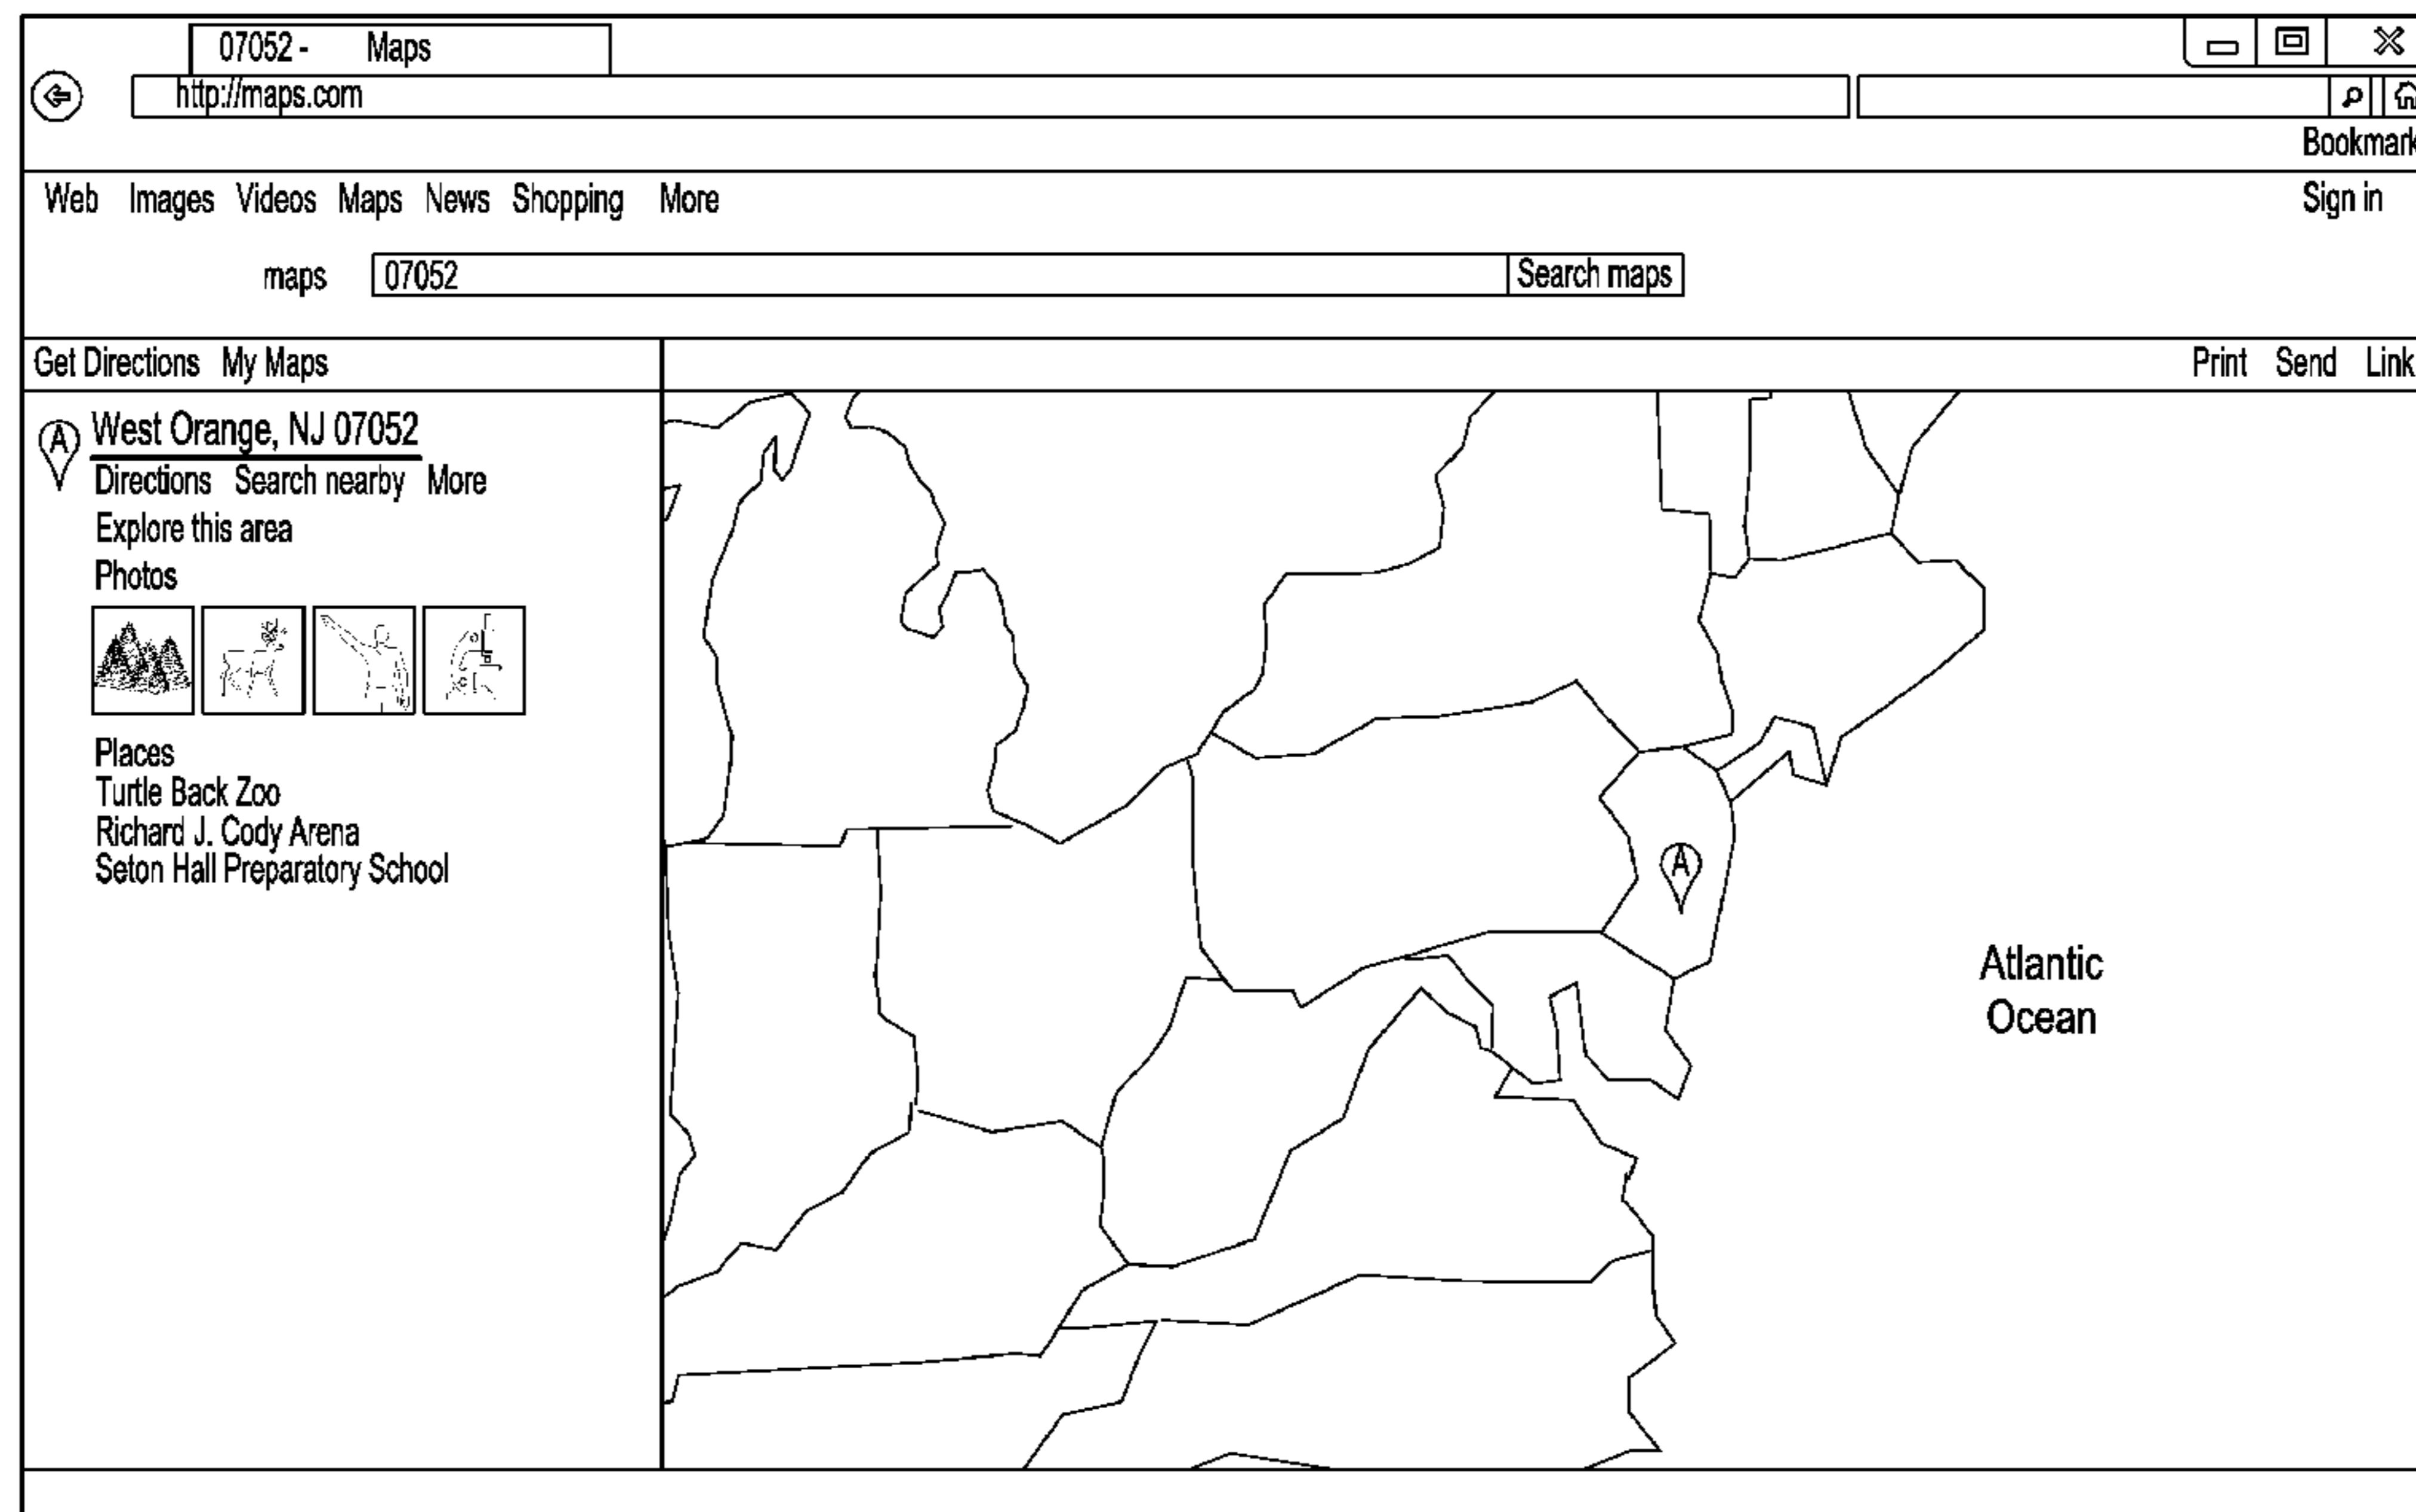 07052 - Maps
http://maps.com
Bookmark
Web Images Videos Maps News Shopping More Sign in
maps 07052 Search maps
Get Directions My Maps Print Send Link
A West Orange, NJ 07052
Directions Search nearby More
Explore this area
Photos
Places
Turtle Back Zoo
Richard J. Cody Arena
Seton Hall Preparatory School
A
Atlantic
Ocean